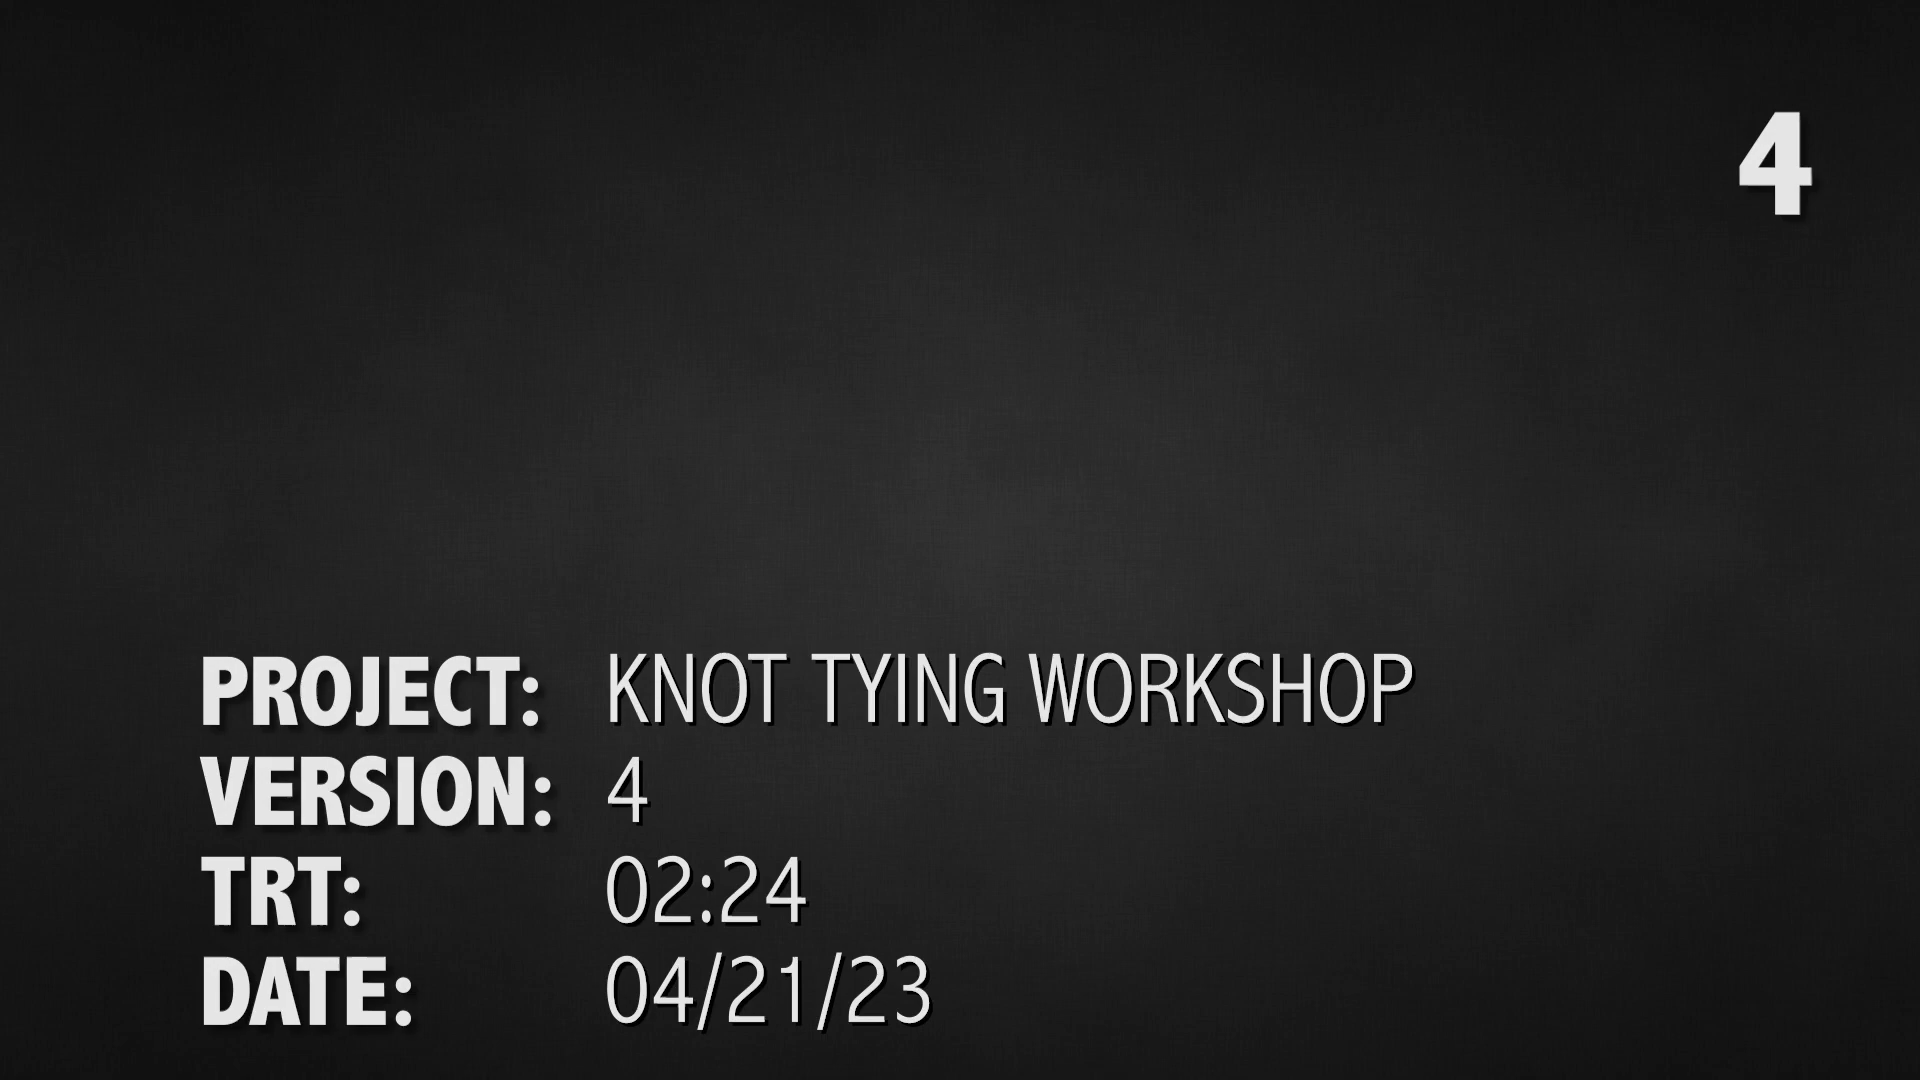 4
PROJECT: KNOT TYING WORKSHOP
VERSION: 4
TRT: 02:24
DATE: 04/21/23